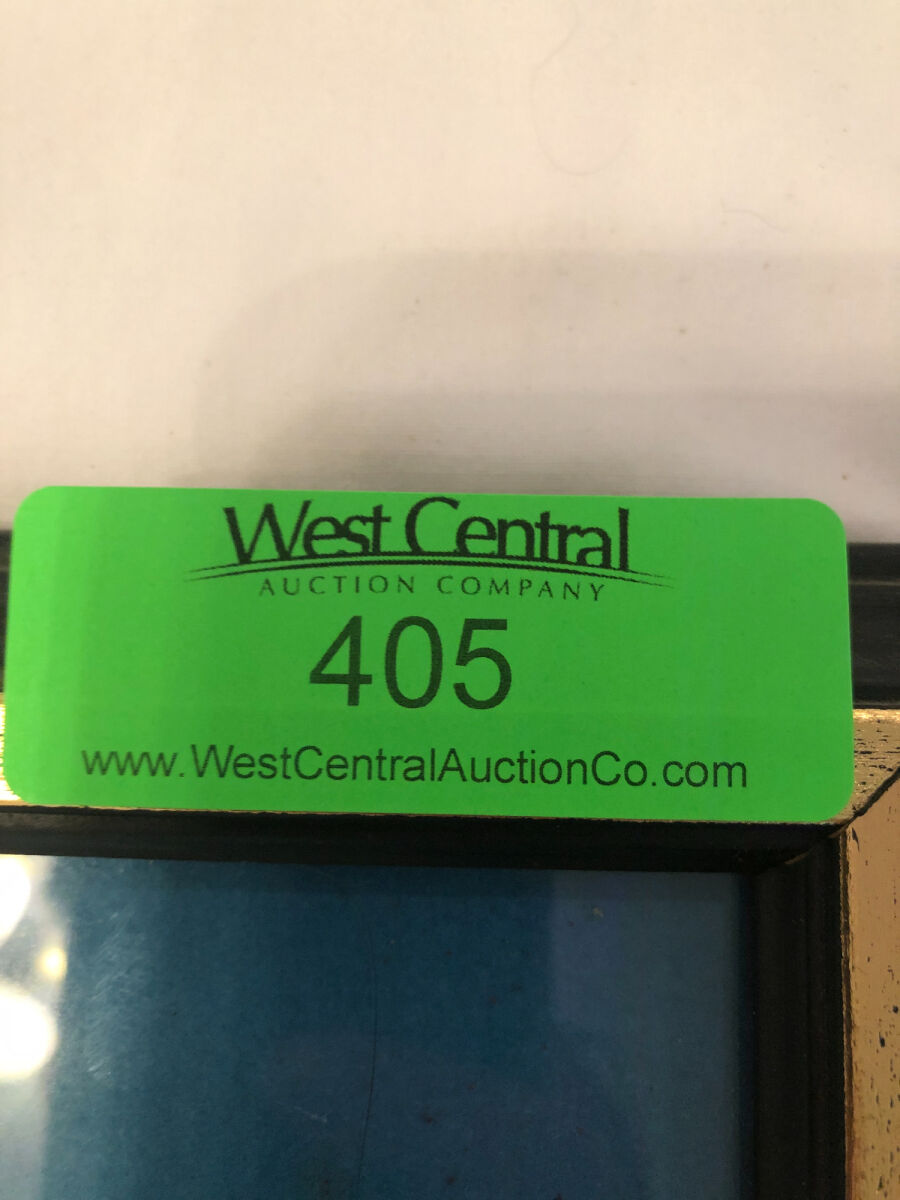 West Central
AUCTION COMPANY
405
www.WestCentralAuctionCo.com